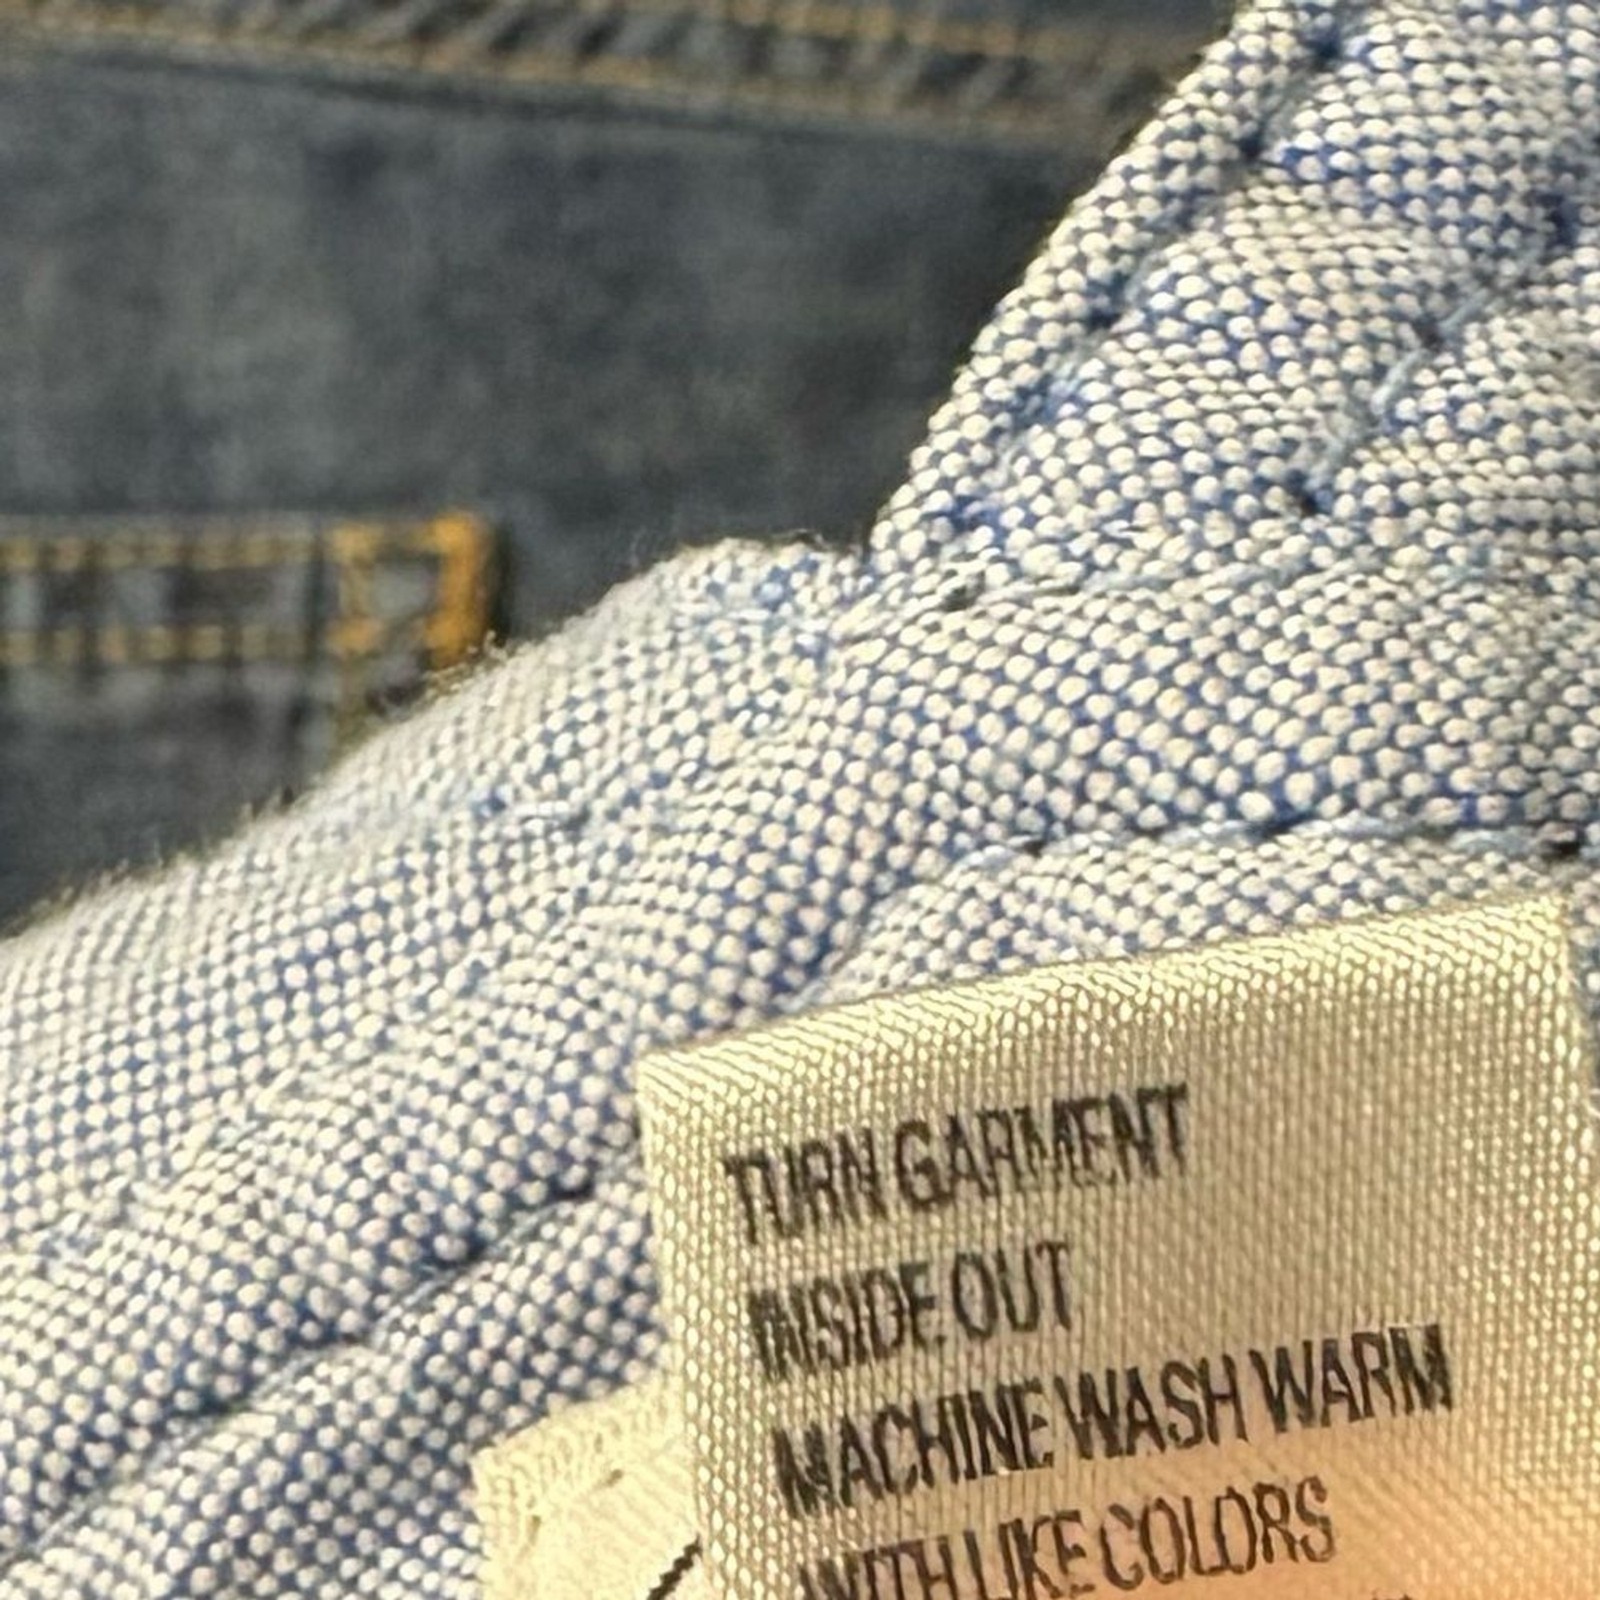 TURN GARMENT
INSIDE OUT
MACHINE WASH WARM
WITH LIKE COLORS